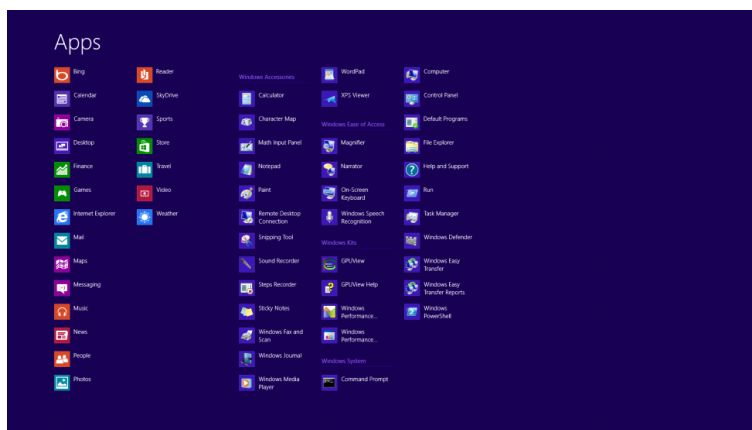 Apps
Bing
Calendar
Camera
Desktop
Finance
Games
Internet Explorer
Mail
Maps
Messaging
Music
News
People
Photos
Reader
SkyDrive
Sports
Store
Travel
Video
Weather
Windows Accessories
Calculator
Character Map
Math Input Panel
Notepad
Paint
Remote Desktop
Connection
Snipping Tool
Sound Recorder
Steps Recorder
Sticky Notes
Windows Fax and
Scan
Windows Journal
Windows Media
Player
WordPad
XPS Viewer
Windows Ease of Access
Magnifier
Narrator
On-Screen
Keyboard
Windows Speech
Recognition
Windows Kits
GPUView
GPUView Help
Windows
Performance...
Windows
Performance...
Windows System
Command Prompt
Computer
Control Panel
Default Programs
File Explorer
Help and Support
Run
Task Manager
Windows Defender
Windows Easy
Transfer
Windows Easy
Transfer Reports
Windows
PowerShell